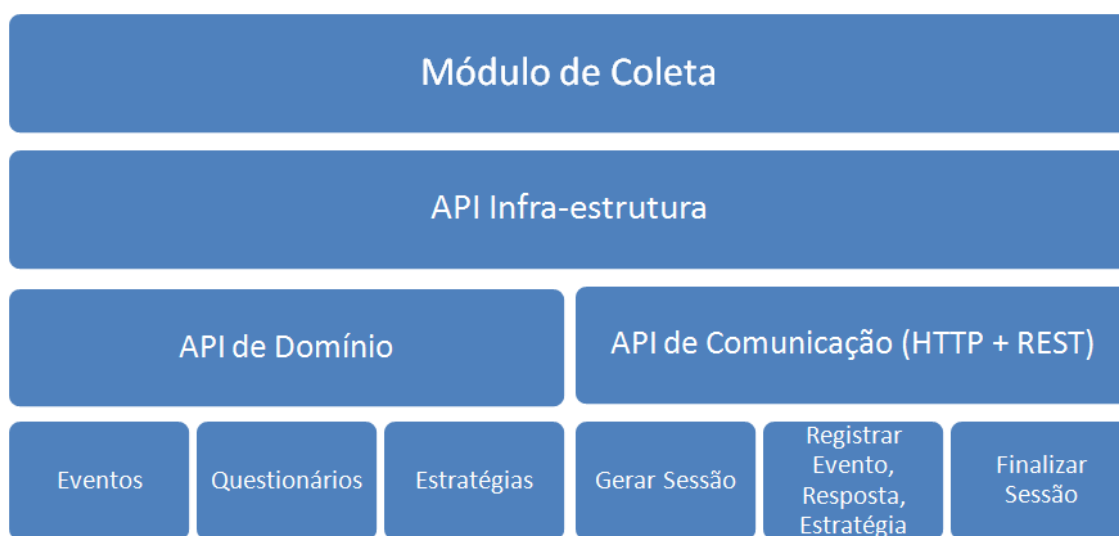 Módulo de Coleta
API Infra-estrutura
API de Domínio
API de Comunicação (HTTP + REST)
Eventos
Questionários
Estratégias
Gerar Sessão
Registrar
Evento,
Resposta,
Estratégia
Finalizar
Sessão